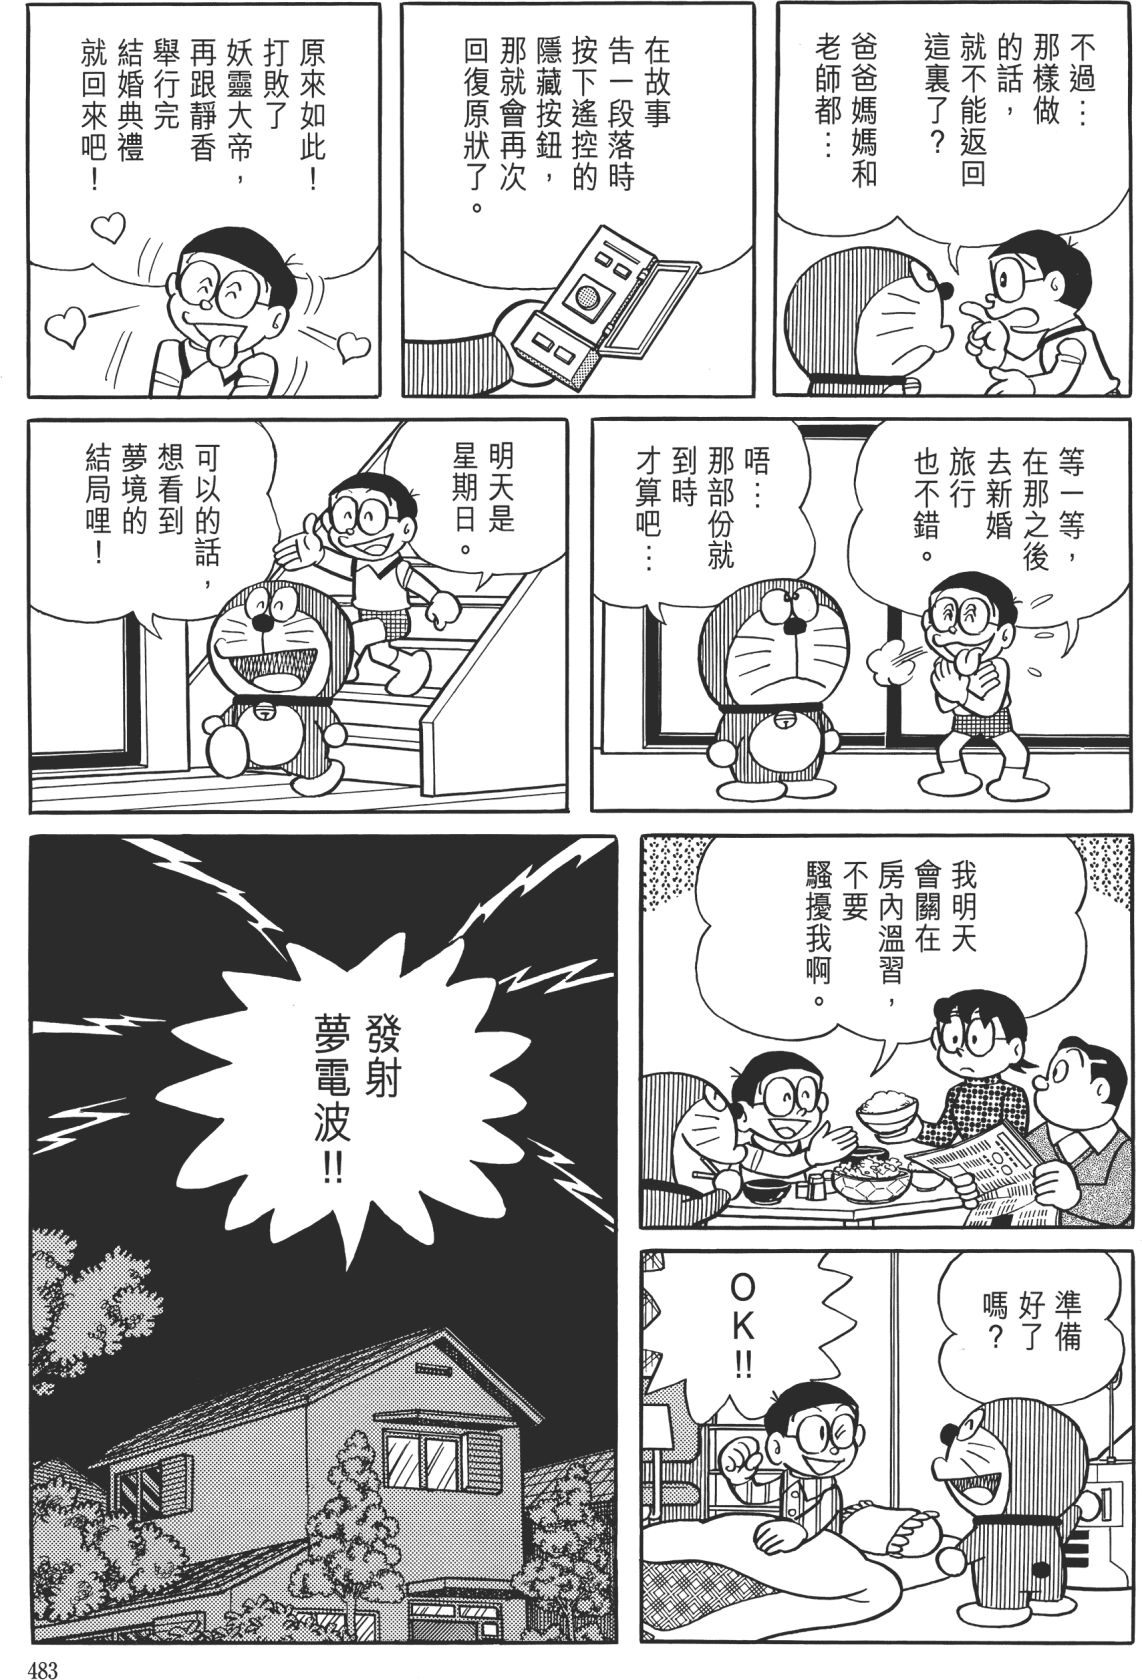 不過…
那樣做
的話，
就不能返回
這裏了？
爸爸媽媽和
老師都…
在故事
告一段落時
按下遙控的
隱藏按鈕，
那就會再次
回復原狀了。
原來如此！
打敗了
妖靈大帝，
再跟靜香
舉行完
結婚典禮
就回來吧！
等一等，
在那之後
去新婚
旅行
也不錯。
唔…
那部份就
到時
才算吧…
明天是
星期日。
可以的話，
想看到
夢境的
結局哩！
我明天
會關在
房內溫習，
不要
騷擾我啊。
準備
好了
嗎？
OK!!
發射
夢電波!!
483